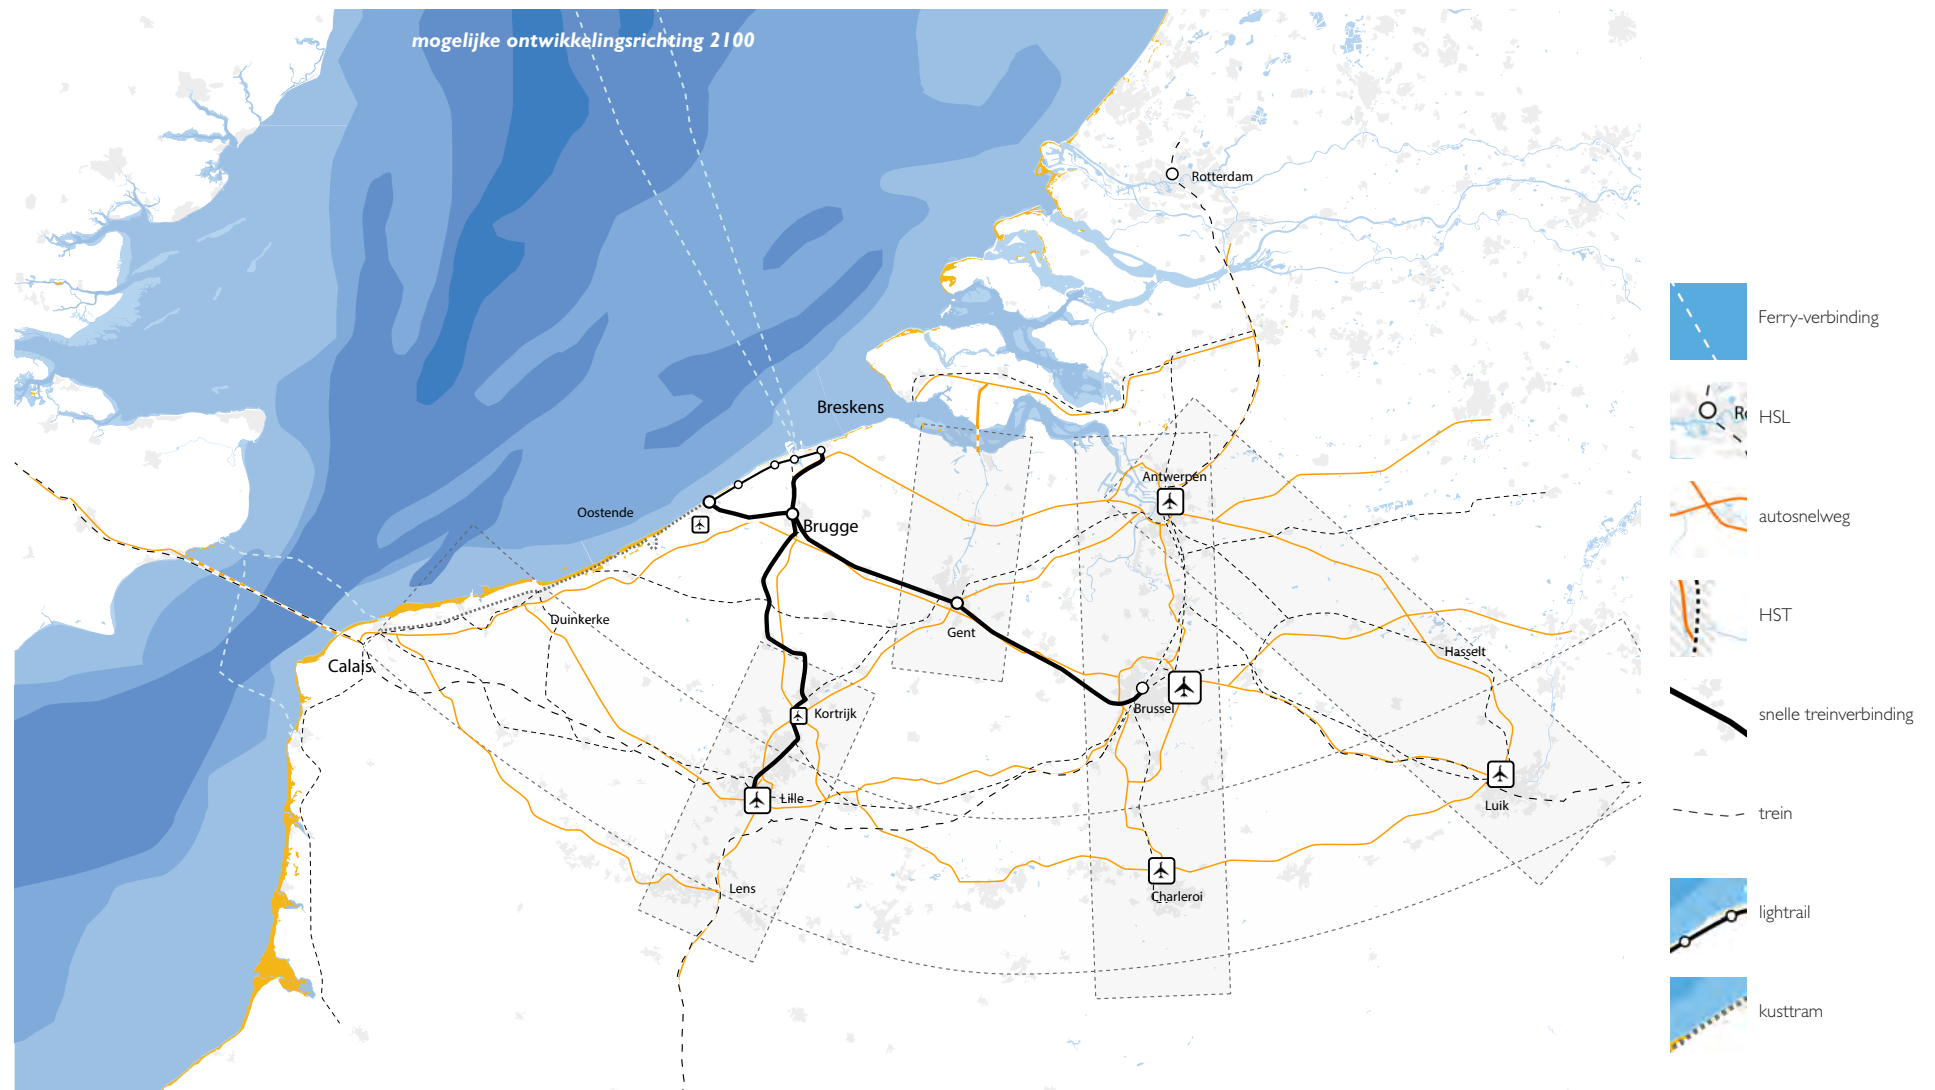 mogelijke ontwikkelingsrichting 2100
Rotterdam
Breskens
Antwerpen
Oostende
Brugge
Duinkerke
Gent
Calais
Hasselt
Kortrijk
Brussel
Lille
Luik
Lens
Charleroi
Ferry-verbinding
Ro
HSL
autosnelweg
HST
snelle treinverbinding
trein
lightrail
kusttram